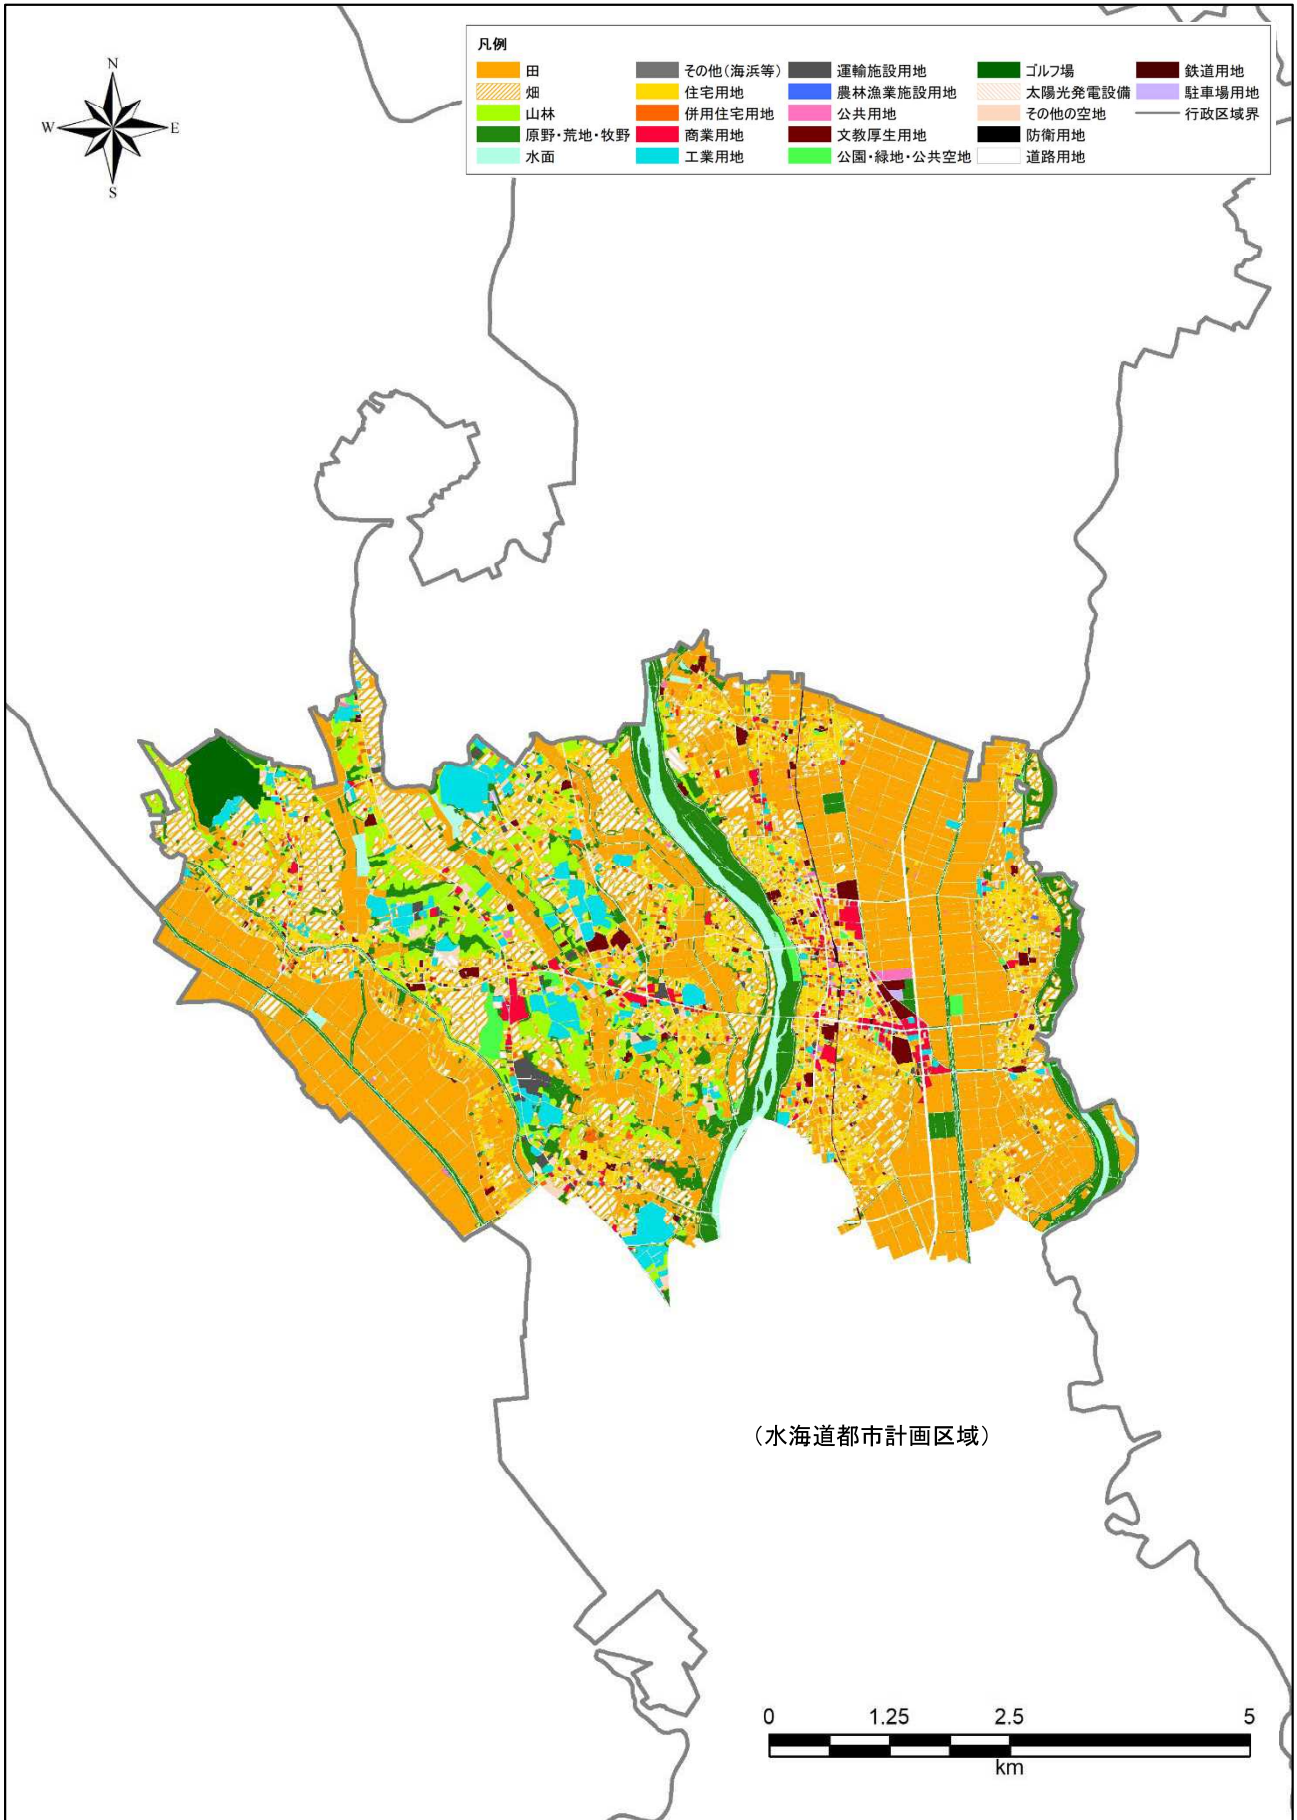 N
W
E
S
凡例
田
畑
山林
原野・荒地・牧野
水面
その他(海浜等)
住宅用地
併用住宅用地
商業用地
工業用地
運輸施設用地
農林漁業施設用地
公共用地
文教厚生用地
公園・緑地・公共空地
ゴルフ場
太陽光発電設備
その他の空地
防衛用地
道路用地
鉄道用地
駐車場用地
行政区域界
(水海道都市計画区域)
0 1.25 2.5 5
km